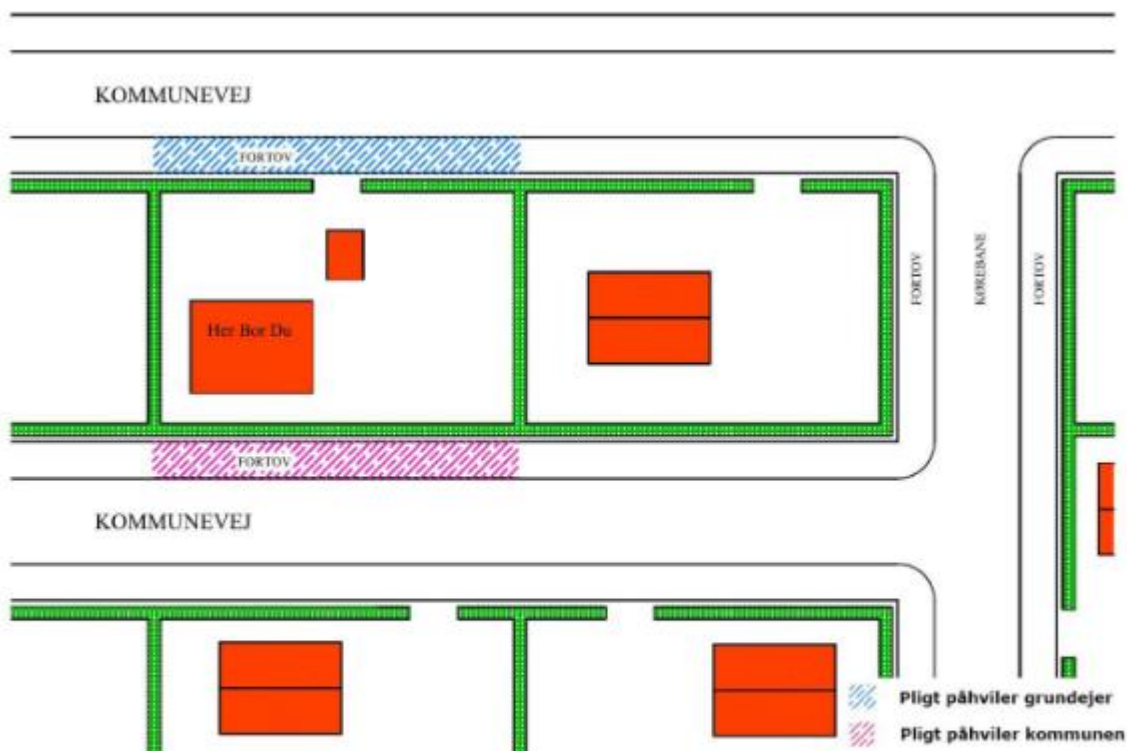 KOMMUNEVEJ
FORTOV
Her Bor Du
FORTOV
KØREBANE
FORTOV
FORTOV
KOMMUNEVEJ
Pligt påhviler grundejer
Pligt påhviler kommunen